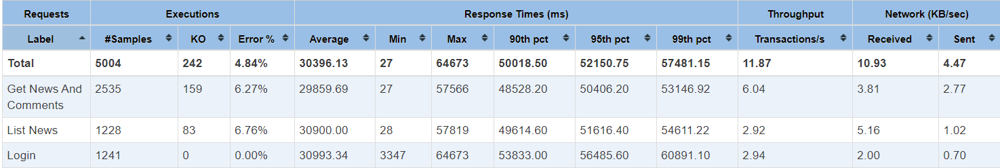 Requests Executions Response Times (ms) Throughput Network (KB/sec)
Label #Samples KO Error % Average Min Max 90th pct 95th pct 99th pct Transactions/s Received Sent
Total 5004 242 4.84% 30396.13 27 64673 50018.50 52150.75 57481.15 11.87 10.93 4.47
Get News And 2535 159 6.27% 29859.69 27 57566 48528.20 50406.20 53146.92 6.04 3.81 2.77
Comments
List News 1228 83 6.76% 30900.00 28 57819 49614.60 51616.40 54611.22 2.92 5.16 1.02
Login 1241 0 0.00% 30993.34 3347 64673 53833.00 56485.60 60891.10 2.94 2.00 0.70